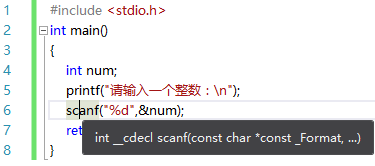 1 #include <stdio.h>
2 int main()
3 {
4 int num;
5 printf("请输入一个整数：\n");
6 scanf("%d",&num);
7 ret
int __cdecl scanf(const char *const _Format, ...)
8 }